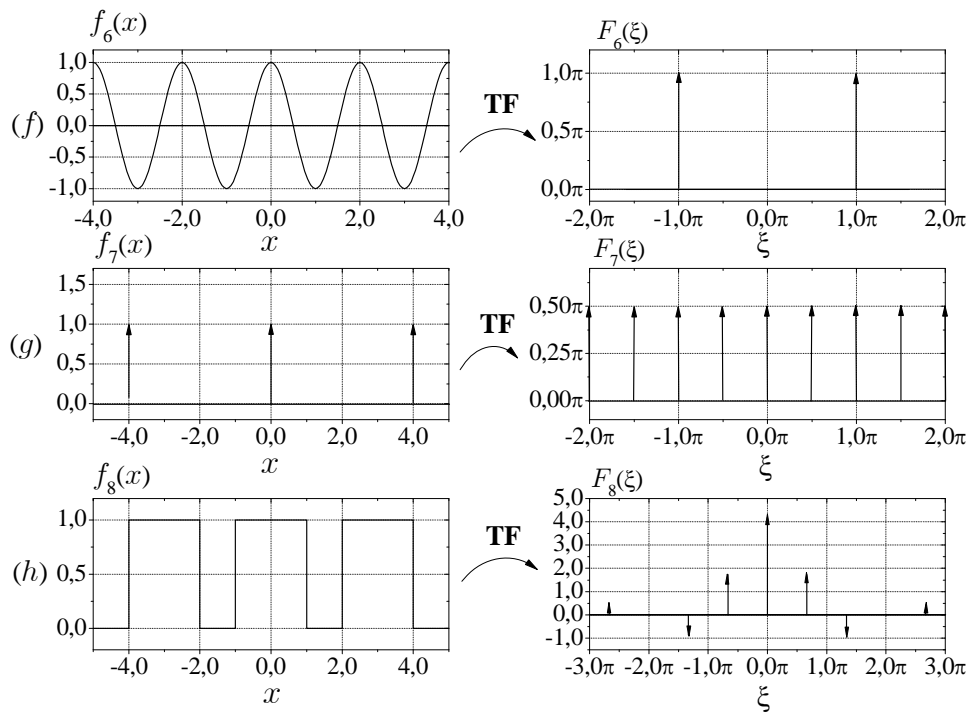 f₆(x)
1,0
0,5
(f) 0,0
-0,5
-1,0
-4,0 -2,0 0,0 2,0 4,0
x
TF
F₆(ξ)
1,0π
0,5π
0,0π
-2,0π -1,0π 0,0π 1,0π 2,0π
ξ
f₇(x)
1,5
1,0
(g)
0,5
0,0
-4,0 -2,0 0,0 2,0 4,0
x
TF
F₇(ξ)
0,50π
0,25π
0,00π
-2,0π -1,0π 0,0π 1,0π 2,0π
ξ
f₈(x)
1,0
(h) 0,5
0,0
-4,0 -2,0 0,0 2,0 4,0
x
TF
F₈(ξ)
5,0
4,0
3,0
2,0
1,0
0,0
-1,0
-3,0π -2,0π -1,0π 0,0π 1,0π 2,0π 3,0π
ξ